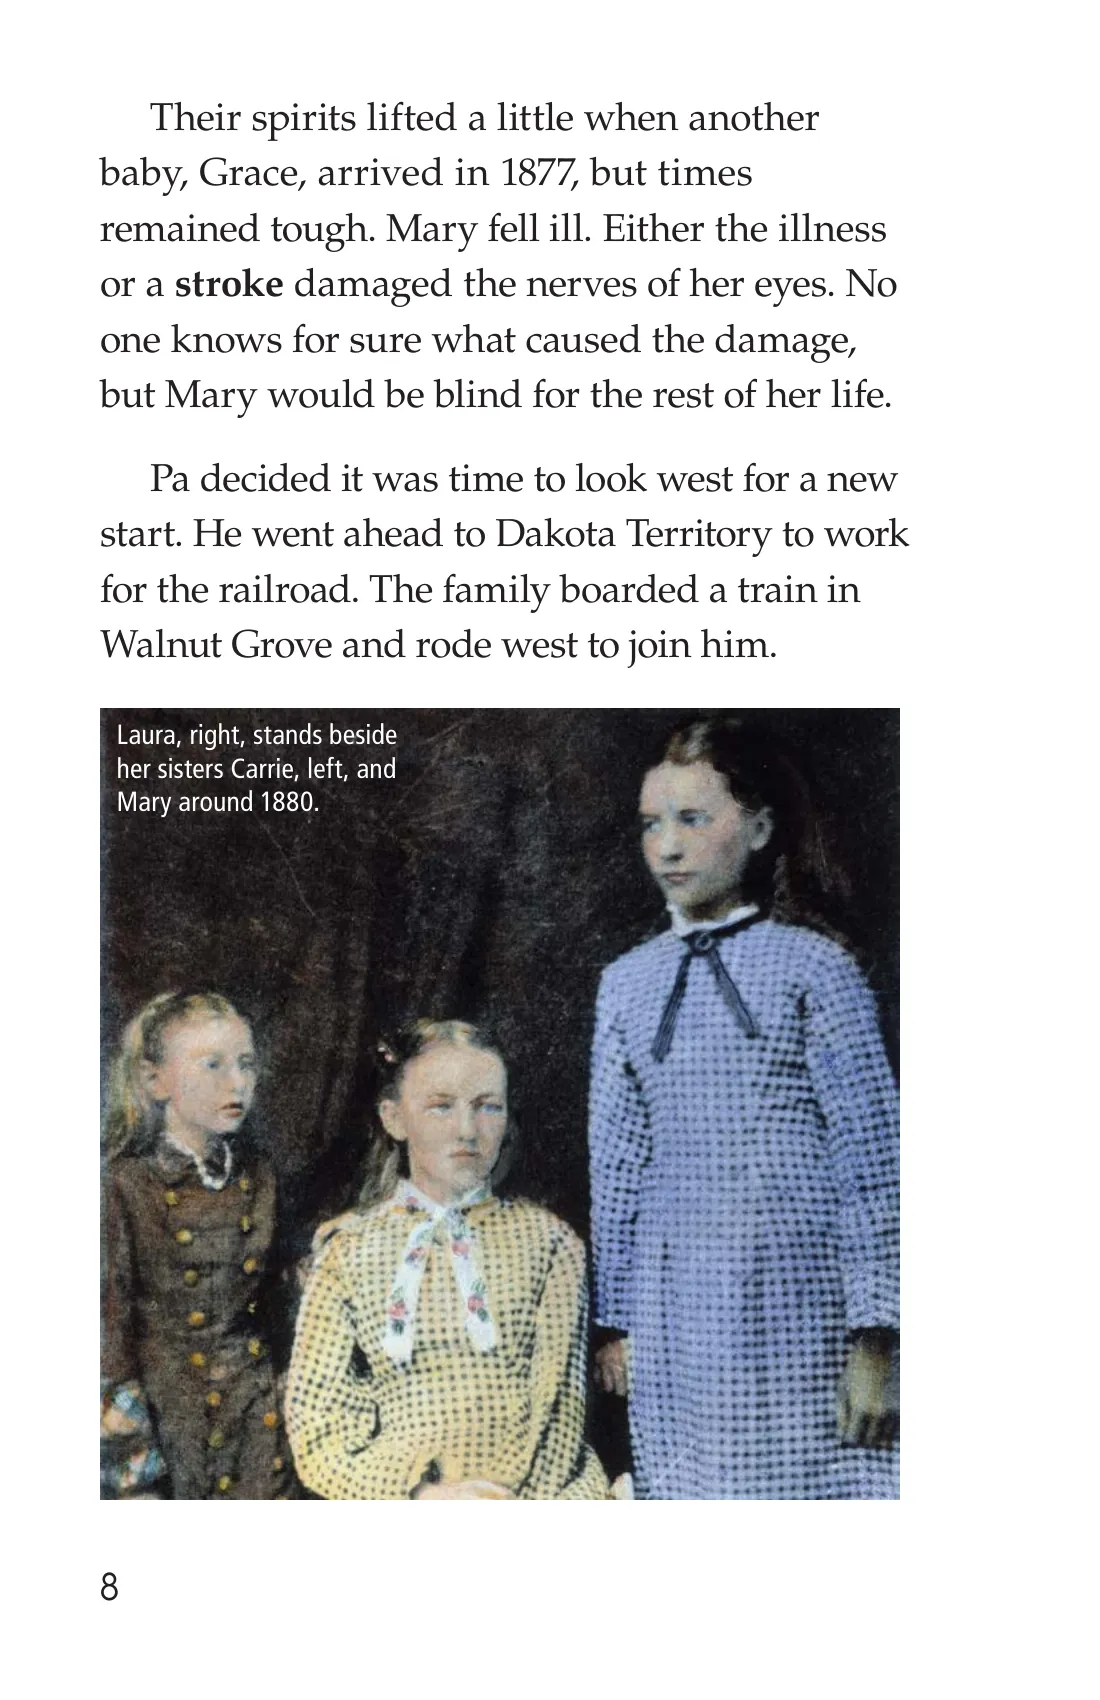 Their spirits lifted a little when another
baby, Grace, arrived in 1877, but times
remained tough. Mary fell ill. Either the illness
or a stroke damaged the nerves of her eyes. No
one knows for sure what caused the damage,
but Mary would be blind for the rest of her life.
Pa decided it was time to look west for a new
start. He went ahead to Dakota Territory to work
for the railroad. The family boarded a train in
Walnut Grove and rode west to join him.
Laura, right, stands beside
her sisters Carrie, left, and
Mary around 1880.
8